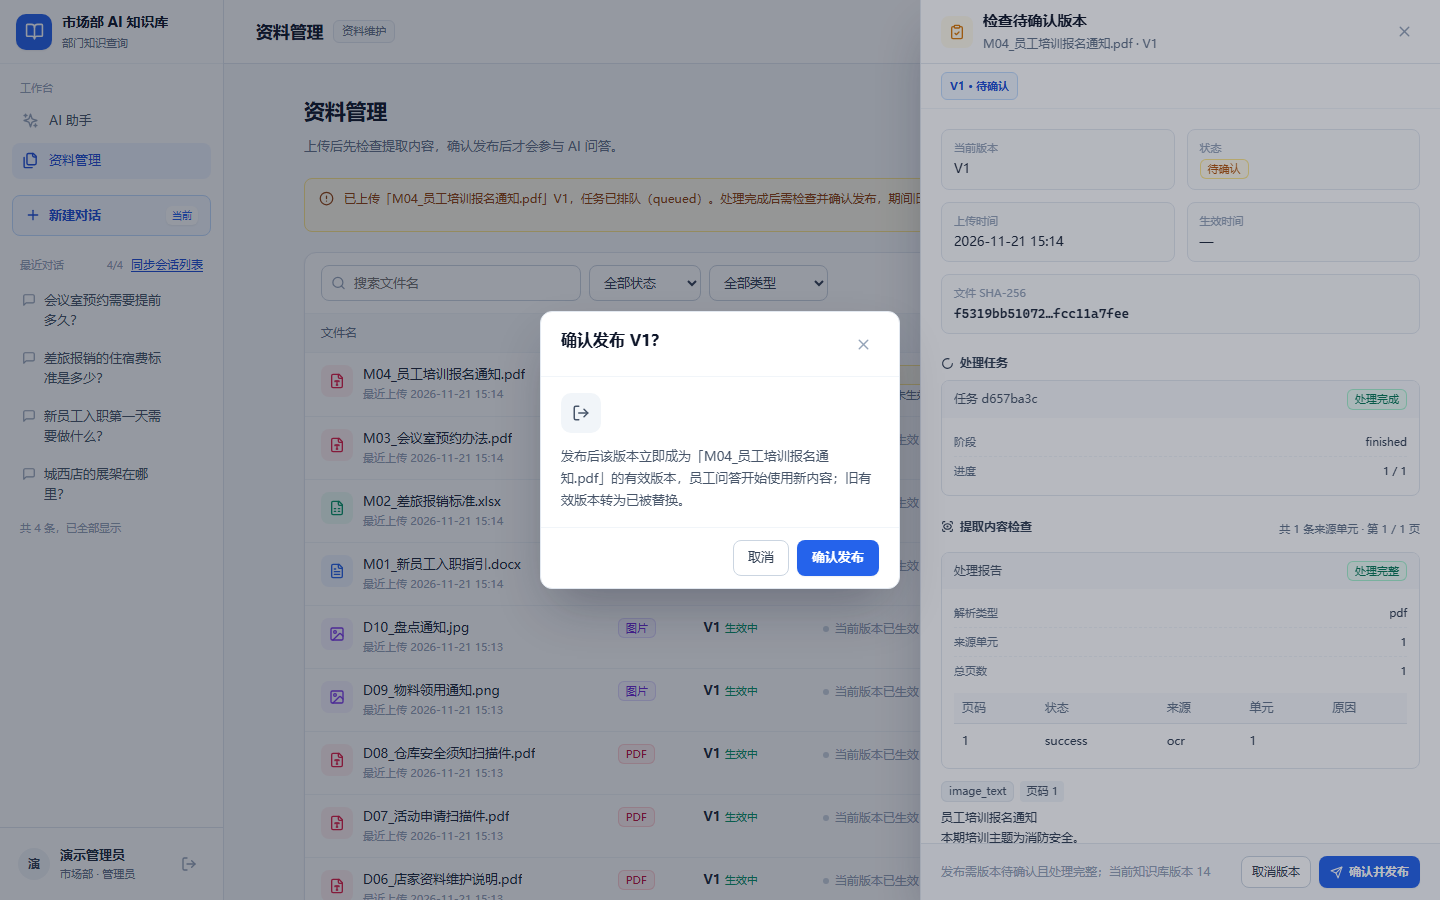 市场部 AI 知识库
部门知识查询
工作台
AI 助手
资料管理
新建对话 当前
最近对话 4/4 同步会话列表
会议室预约需要提前
多久?
差旅报销的住宿费标
准是多少?
新员工入职第一天需
要做什么?
城西店的展架在哪
里?
共 4 条，已全部显示
演 演示管理员
市场部 · 管理员
资料管理 资料维护
资料管理
上传后先检查提取内容，确认发布后才会参与 AI 问答。
已上传「M04_员工培训报名通知.pdf」V1，任务已排队（queued）。处理完成后需检查并确认发布，期间旧
搜索文件名 全部状态 全部类型
文件名
M04_员工培训报名通知.pdf
最近上传 2026-11-21 15:14
M03_会议室预约办法.pdf
最近上传 2026-11-21 15:14
M02_差旅报销标准.xlsx
最近上传 2026-11-21 15:14
M01_新员工入职指引.docx
最近上传 2026-11-21 15:14
D10_盘点通知.jpg 图片 V1 生效中 当前版本已生效
最近上传 2026-11-21 15:13
D09_物料领用通知.png 图片 V1 生效中 当前版本已生效
最近上传 2026-11-21 15:13
D08_仓库安全须知扫描件.pdf PDF V1 生效中 当前版本已生效
最近上传 2026-11-21 15:13
D07_活动申请扫描件.pdf PDF V1 生效中 当前版本已生效
最近上传 2026-11-21 15:13
D06_店家资料维护说明.pdf PDF V1 生效中 当前版本已生效
最近上传 2026-11-21 15:13
确认发布 V1?
发布后该版本立即成为「M04_员工培训报名通
知.pdf」的有效版本，员工问答开始使用新内容；旧有
效版本转为已被替换。
取消 确认发布
检查待确认版本
M04_员工培训报名通知.pdf · V1
V1 • 待确认
当前版本
V1
状态
待确认
上传时间
2026-11-21 15:14
生效时间
—
文件 SHA-256
f5319bb51072…fcc11a7fee
处理任务
任务 d657ba3c 处理完成
阶段 finished
进度 1 / 1
提取内容检查 共 1 条来源单元 · 第 1 / 1 页
处理报告 处理完整
解析类型 pdf
来源单元 1
总页数 1
页码 状态 来源 单元 原因
1 success ocr 1
image_text 页码 1
员工培训报名通知
本期培训主题为消防安全。
发布需版本待确认且处理完整；当前知识库版本 14 取消版本 确认并发布